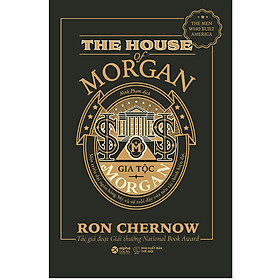 THE MEN
WHO BUILT
AMERICA
THE HOUSE
of
MORGAN
Ninh Phạm dịch
M
GIA TỘC
MORGAN
RON CHERNOW
Tác giả đoạt Giải thưởng National Book Award